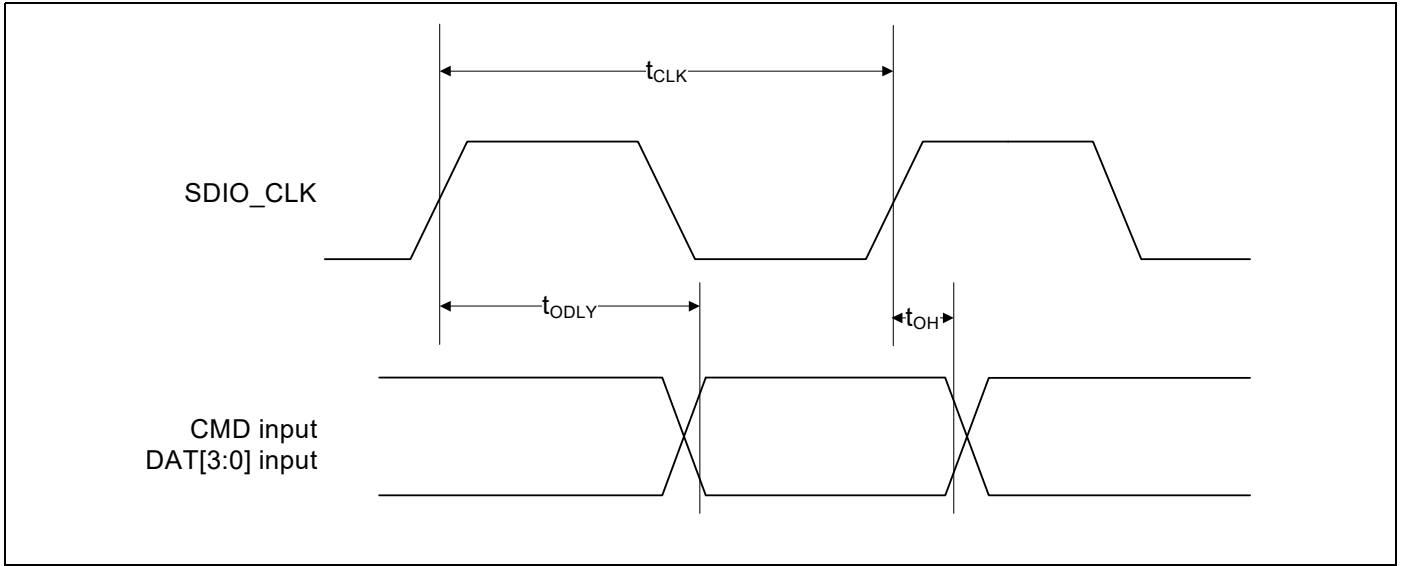 tCLK
SDIO_CLK
tODLY
tOH
CMD input
DAT[3:0] input